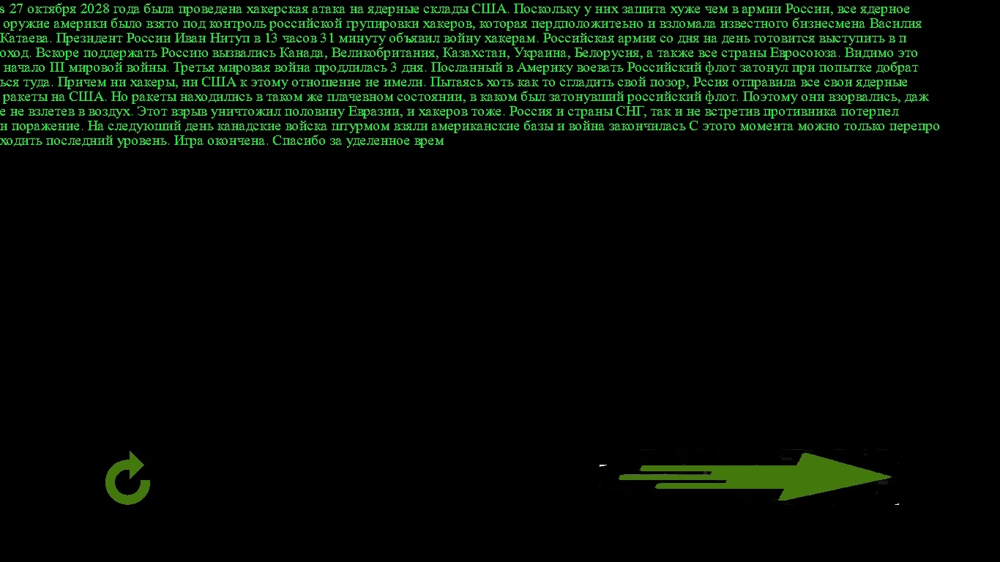 s 27 октября 2028 года была проведена хакерская атака на ядерные склады США. Поскольку у них зашита хуже чем в армии России, все ядерное
оружие америки было взято под контроль российской групировки хакеров, которая пердположитеьно и взломала известного бизнесмена Василия
Катаева. Президент России Иван Нитуп в 13 часов 31 минуту объявил войну хакерам. Российская армия со дня на день готовится выступить в п
оход. Вскоре поддержать Россию вызвались Канада, Великобритания, Казахстан, Украина, Белорусия, а также все страны Евросоюза. Видимо это
начало III мировой войны. Третья мировая война продлилась 3 дня. Посланный в Америку воевать Российский флот затонул при попытке добрат
ься туда. Причем ни хакеры, ни США к этому отношение не имели. Пытаясь хоть как то сгладить свой позор, Рссия отправила все свои ядерные
ракеты на США. Но ракеты находились в таком же плачевном состоянии, в каком был затонувший российский флот. Поэтому они взорвались, даж
е не взлетев в воздух. Этот взрыв уничтожил половину Евразии, и хакеров тоже. Россия и страны СНГ, так и не встретив противника потерпел
и поражение. На следующий день канадские войска штурмом взяли американские базы и война закончилась С этого момента можно только перепро
ходить последний уровень. Игра окончена. Спасибо за уделенное врем